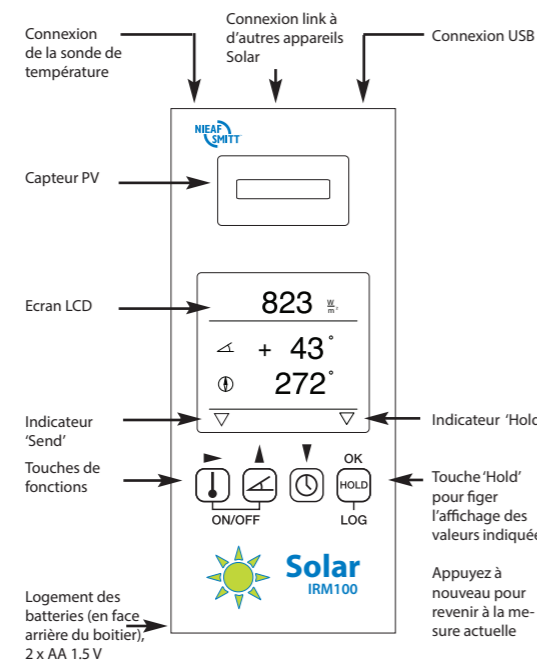 Connexion
de la sonde de
température
Connexion link à
d'autres appareils
Solar
Connexion USB
NIEAF
SMITT
Capteur PV
Ecran LCD
823 W/m²
+ 43°
272°
Indicateur
'Send'
Indicateur 'Hold
Touches de
fonctions
OK
HOLD
ON/OFF
LOG
Touche 'Hold'
pour figer
l'affichage des
valeurs indiquée
Appuyez à
nouveau pour
revenir à la me-
sure actuelle
Solar
IRM100
Logement des
batteries (en face
arrière du boitier),
2 x AA 1.5 V